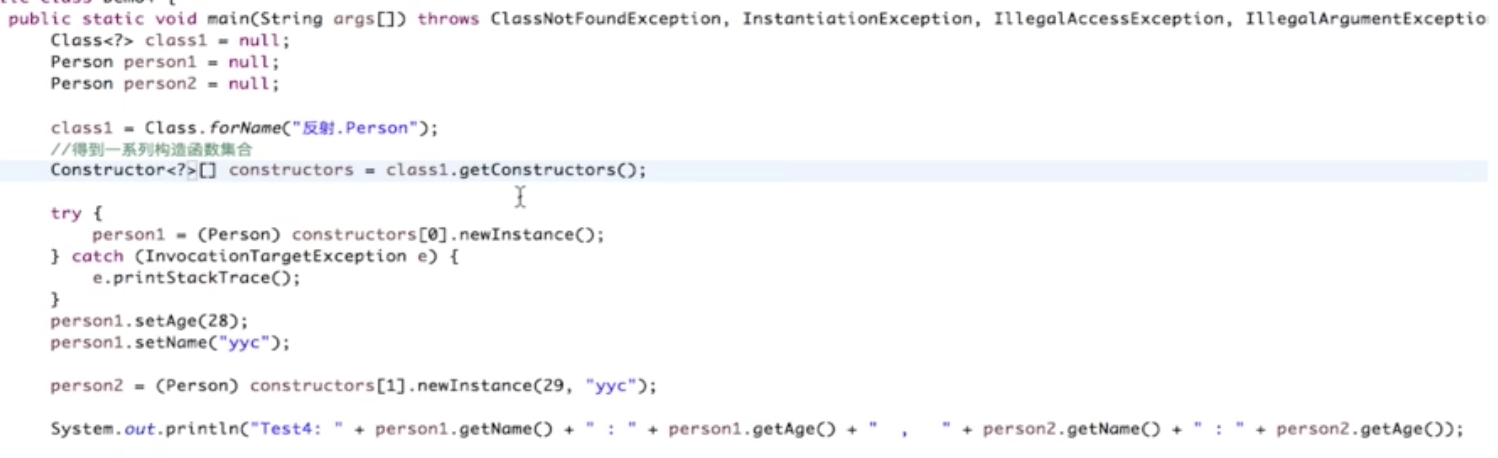 public static void main(String args[]) throws ClassNotFoundException, InstantiationException, IllegalAccessException, IllegalArgumentExceptio
Class<?> class1 = null;
Person person1 = null;
Person person2 = null;
class1 = Class.forName("反射.Person");
//得到一系列构造函数集合
Constructor<?>[] constructors = class1.getConstructors();
try {
person1 = (Person) constructors[0].newInstance();
} catch (InvocationTargetException e) {
e.printStackTrace();
}
person1.setAge(28);
person1.setName("yyc");
person2 = (Person) constructors[1].newInstance(29, "yyc");
System.out.println("Test4: " + person1.getName() + " : " + person1.getAge() + "  ,   " + person2.getName() + " : " + person2.getAge());